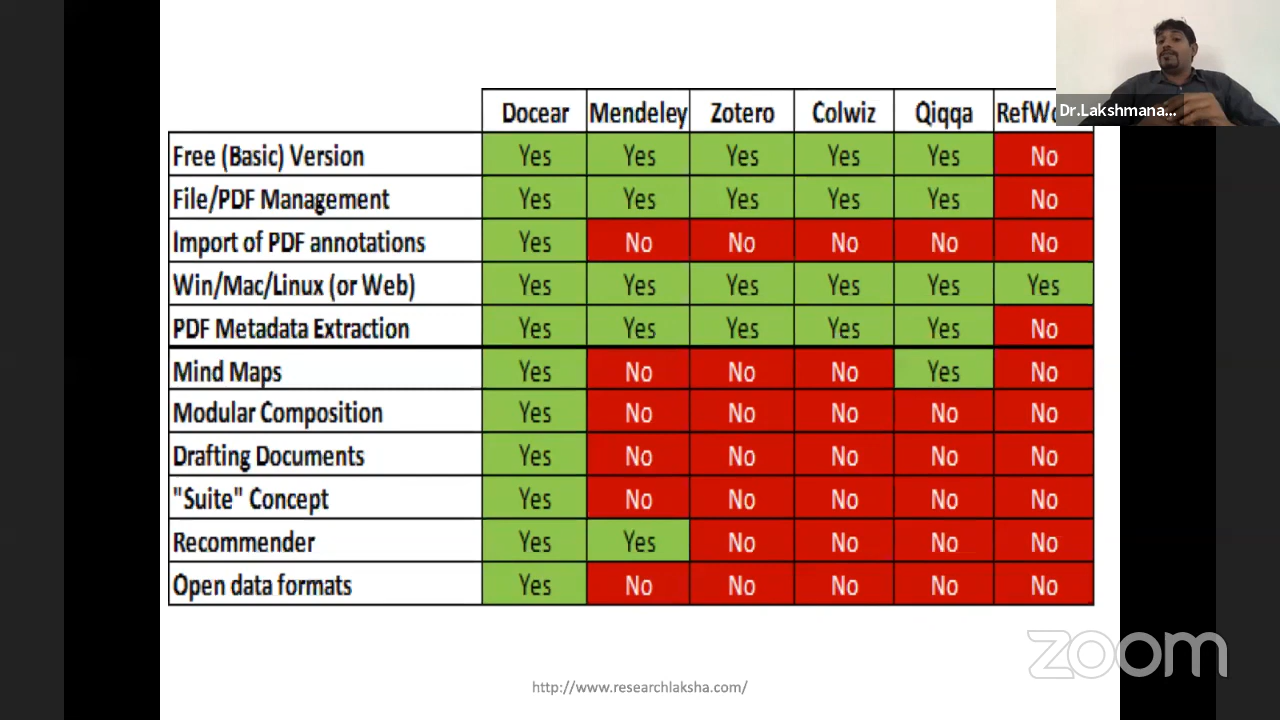 Docear Mendeley Zotero Colwiz Qiqqa
Dr.Lakshmana...
Free (Basic) Version Yes Yes Yes Yes Yes No
File/PDF Management Yes Yes Yes Yes Yes No
Import of PDF annotations Yes No No No No No
Win/Mac/Linux (or Web) Yes Yes Yes Yes Yes Yes
PDF Metadata Extraction Yes Yes Yes Yes Yes No
Mind Maps Yes No No No Yes No
Modular Composition Yes No No No No No
Drafting Documents Yes No No No No No
"Suite" Concept Yes No No No No No
Recommender Yes Yes No No No No
Open data formats Yes No No No No No
zoom
http://www.researchlaksha.com/